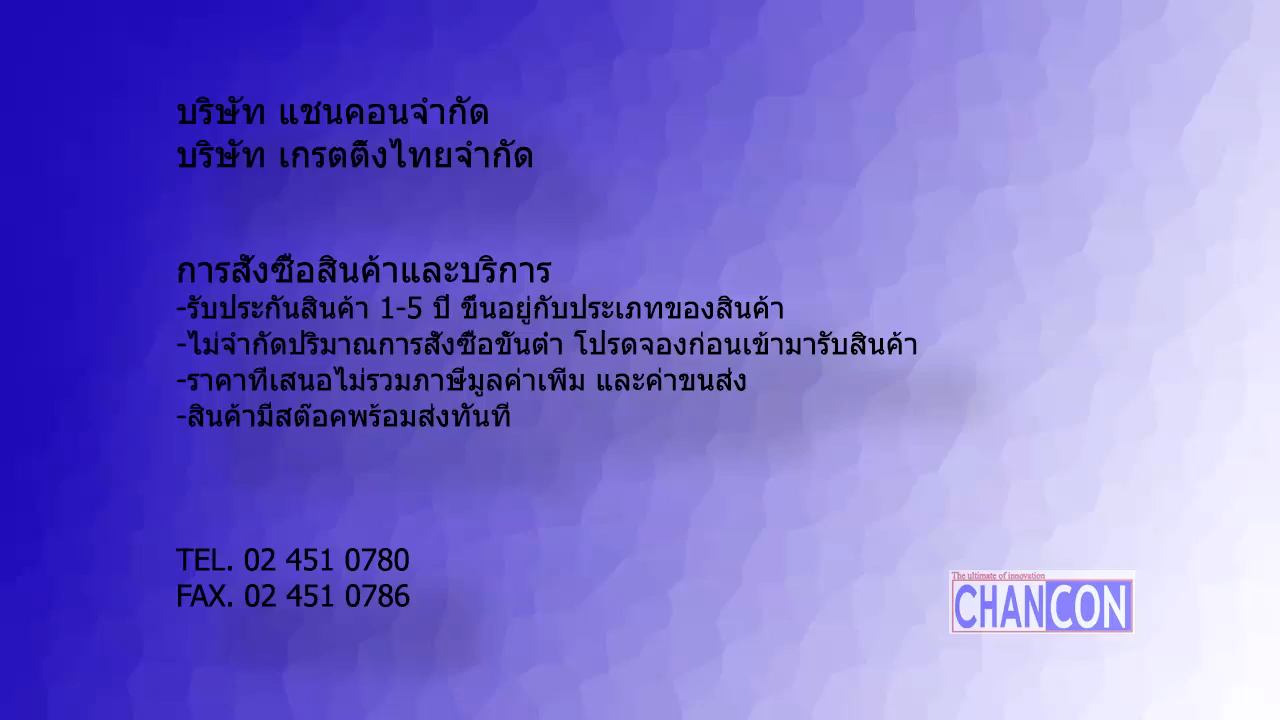 บริษัท แชนคอนจำกัด
บริษัท เกรตติ้งไทยจำกัด
การสั่งซื้อสินค้าและบริการ
-รับประกันสินค้า 1-5 ปี ขึ้นอยู่กับประเภทของสินค้า
-ไม่จำกัดปริมาณการสั่งซื้อขั้นต่ำ โปรดจองก่อนเข้ามารับสินค้า
-ราคาที่เสนอไม่รวมภาษีมูลค่าเพิ่ม และค่าขนส่ง
-สินค้ามีสต๊อคพร้อมส่งทันที
TEL. 02 451 0780
FAX. 02 451 0786
The ultimate of innovation
CHANCON